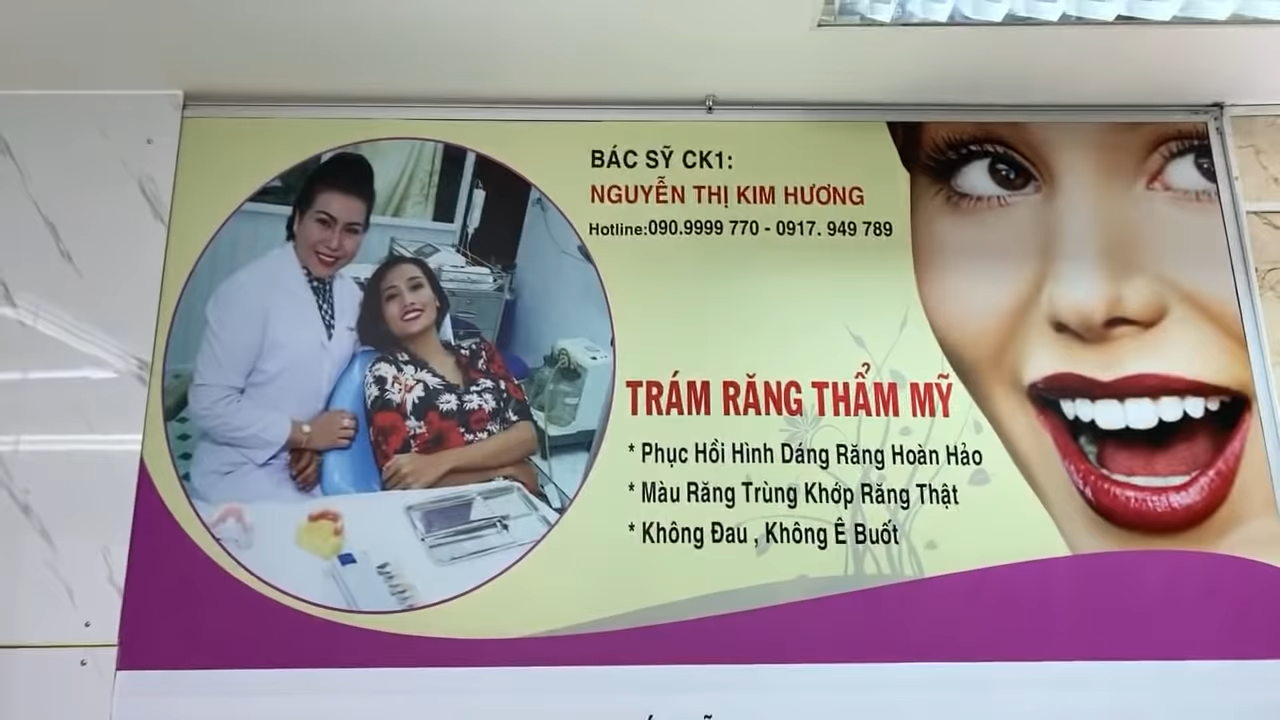 BÁC SỸ CK1:
NGUYỄN THỊ KIM HƯƠNG
Hotline:090.9999 770 - 0917. 949 789
TRÁM RĂNG THẨM MỸ
* Phục Hồi Hình Dáng Răng Hoàn Hảo
* Màu Răng Trùng Khớp Răng Thật
* Không Đau , Không Ê Buốt